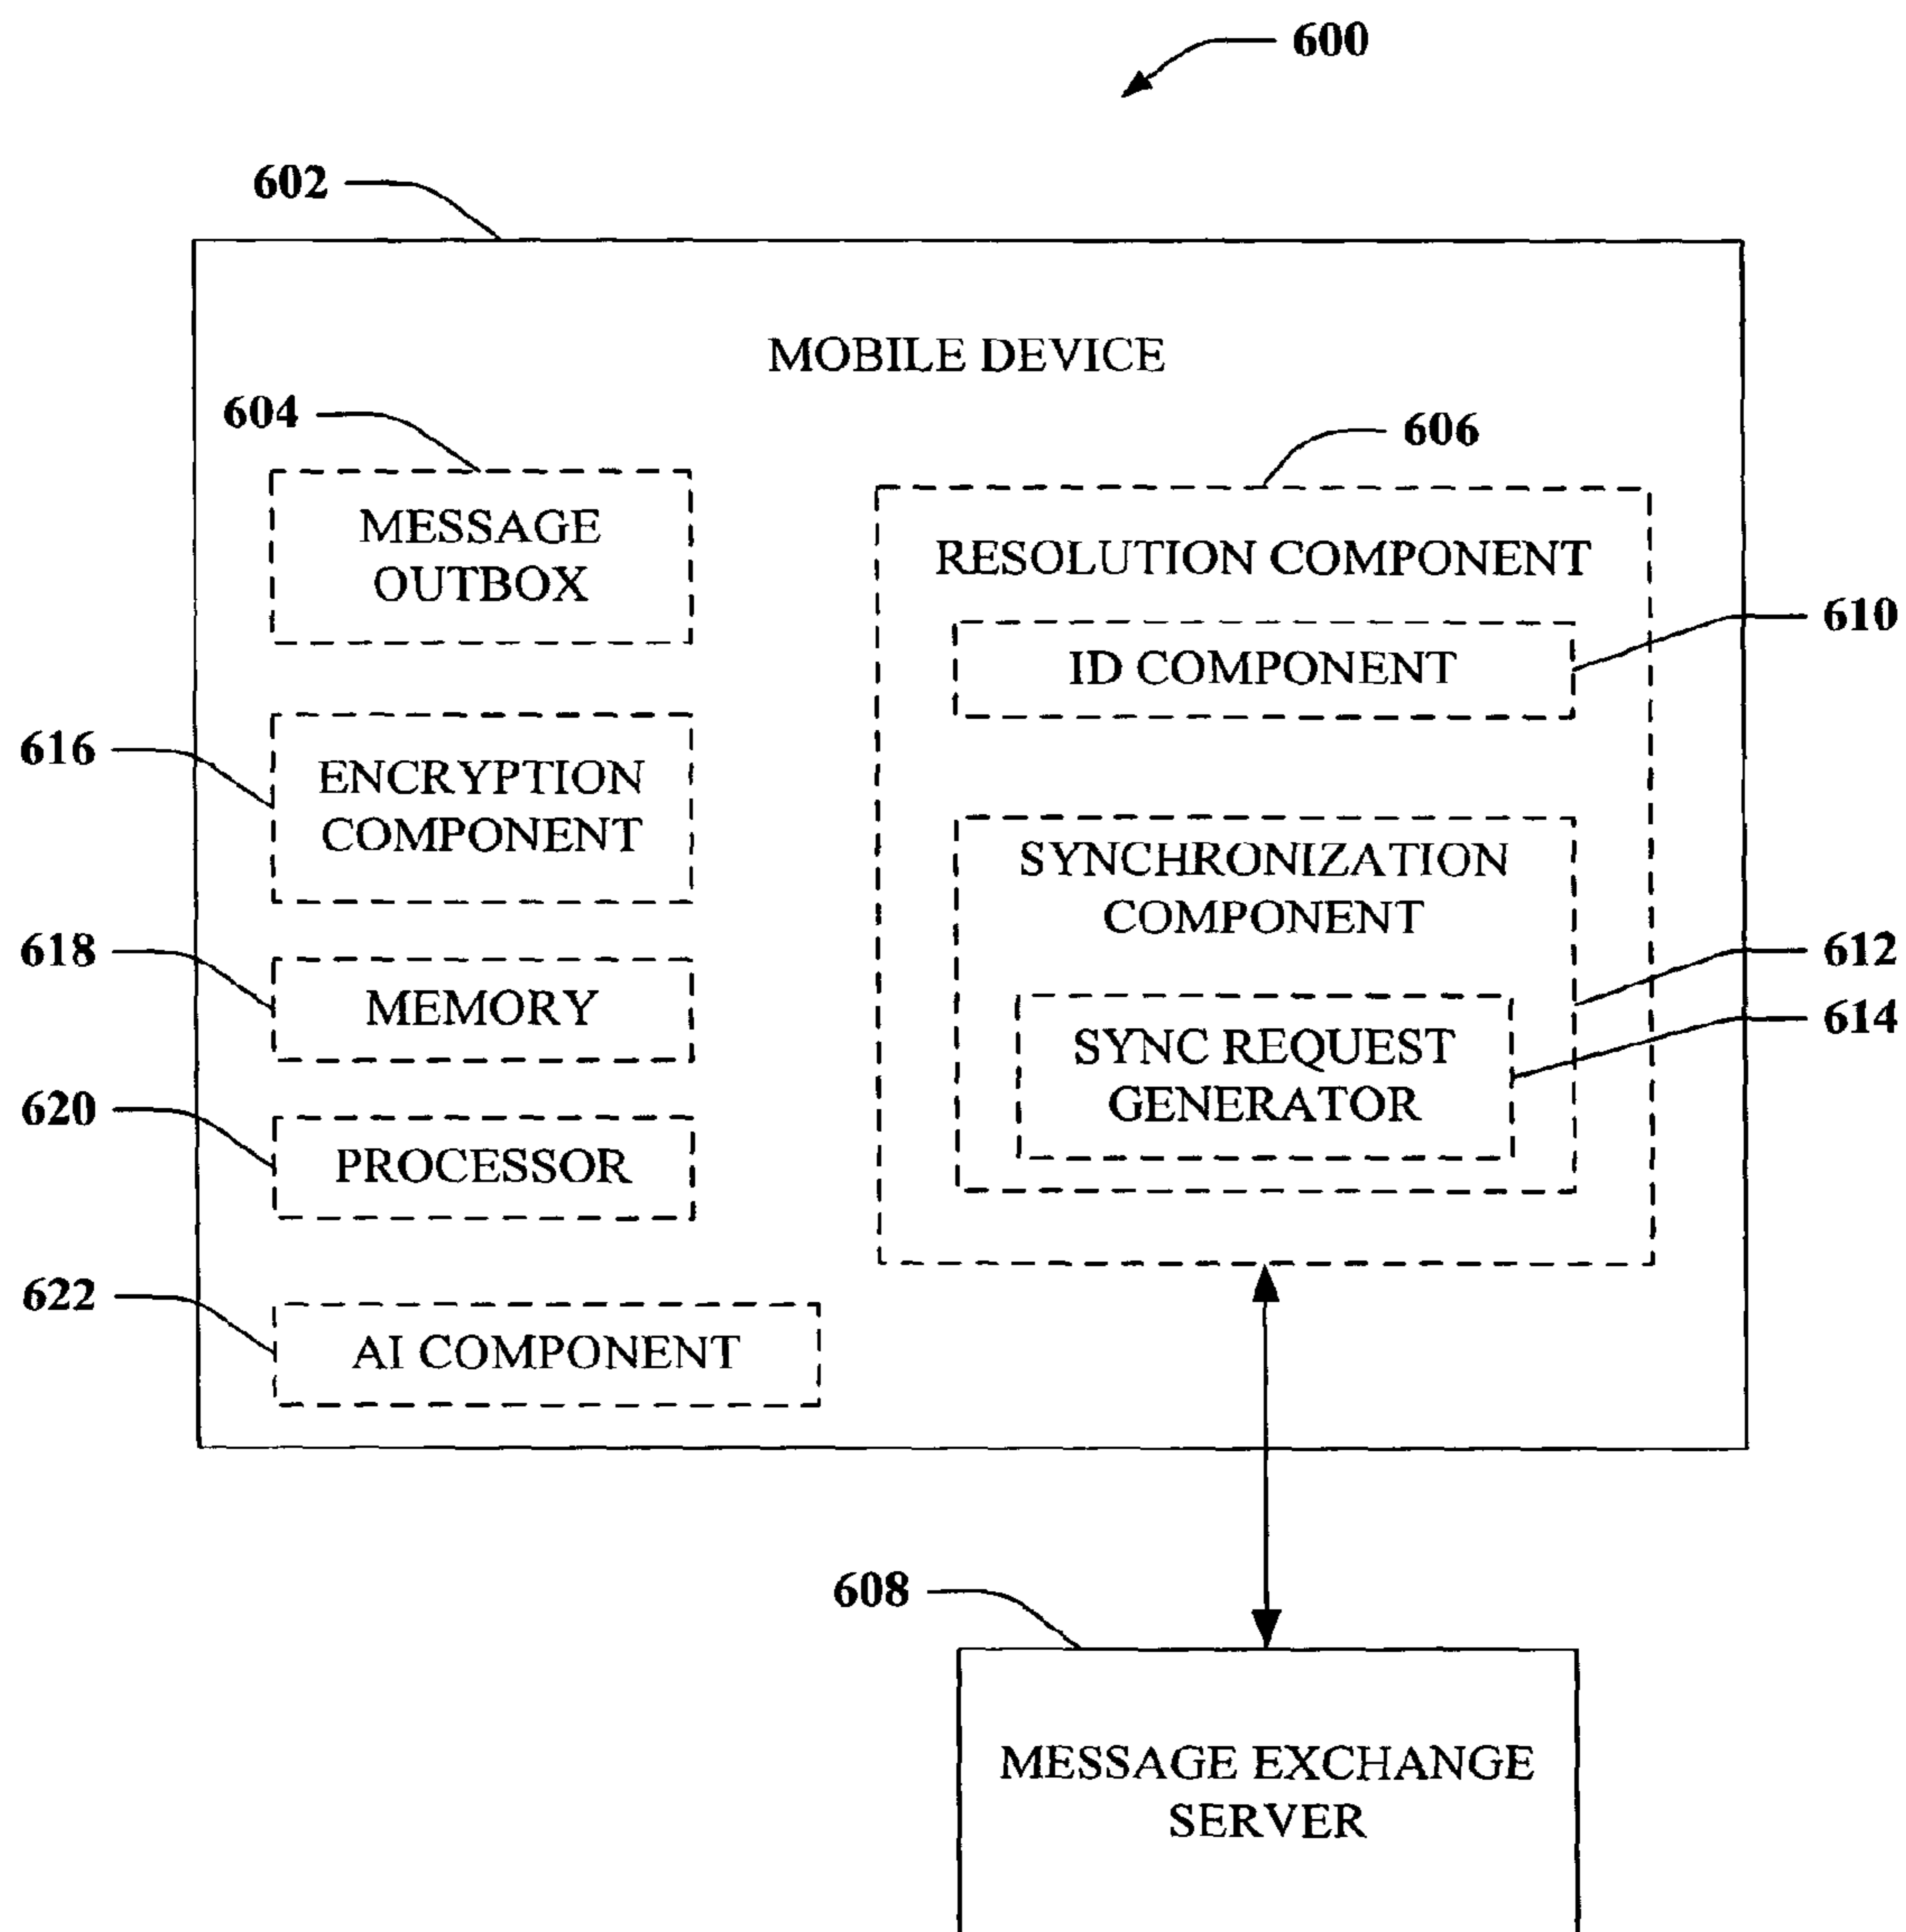 600
602
MOBILE DEVICE
604
606
MESSAGE
OUTBOX
RESOLUTION COMPONENT
610
ID COMPONENT
616
ENCRYPTION
COMPONENT
SYNCHRONIZATION
COMPONENT
612
618
MEMORY
614
SYNC REQUEST
GENERATOR
620
PROCESSOR
622
AI COMPONENT
608
MESSAGE EXCHANGE
SERVER